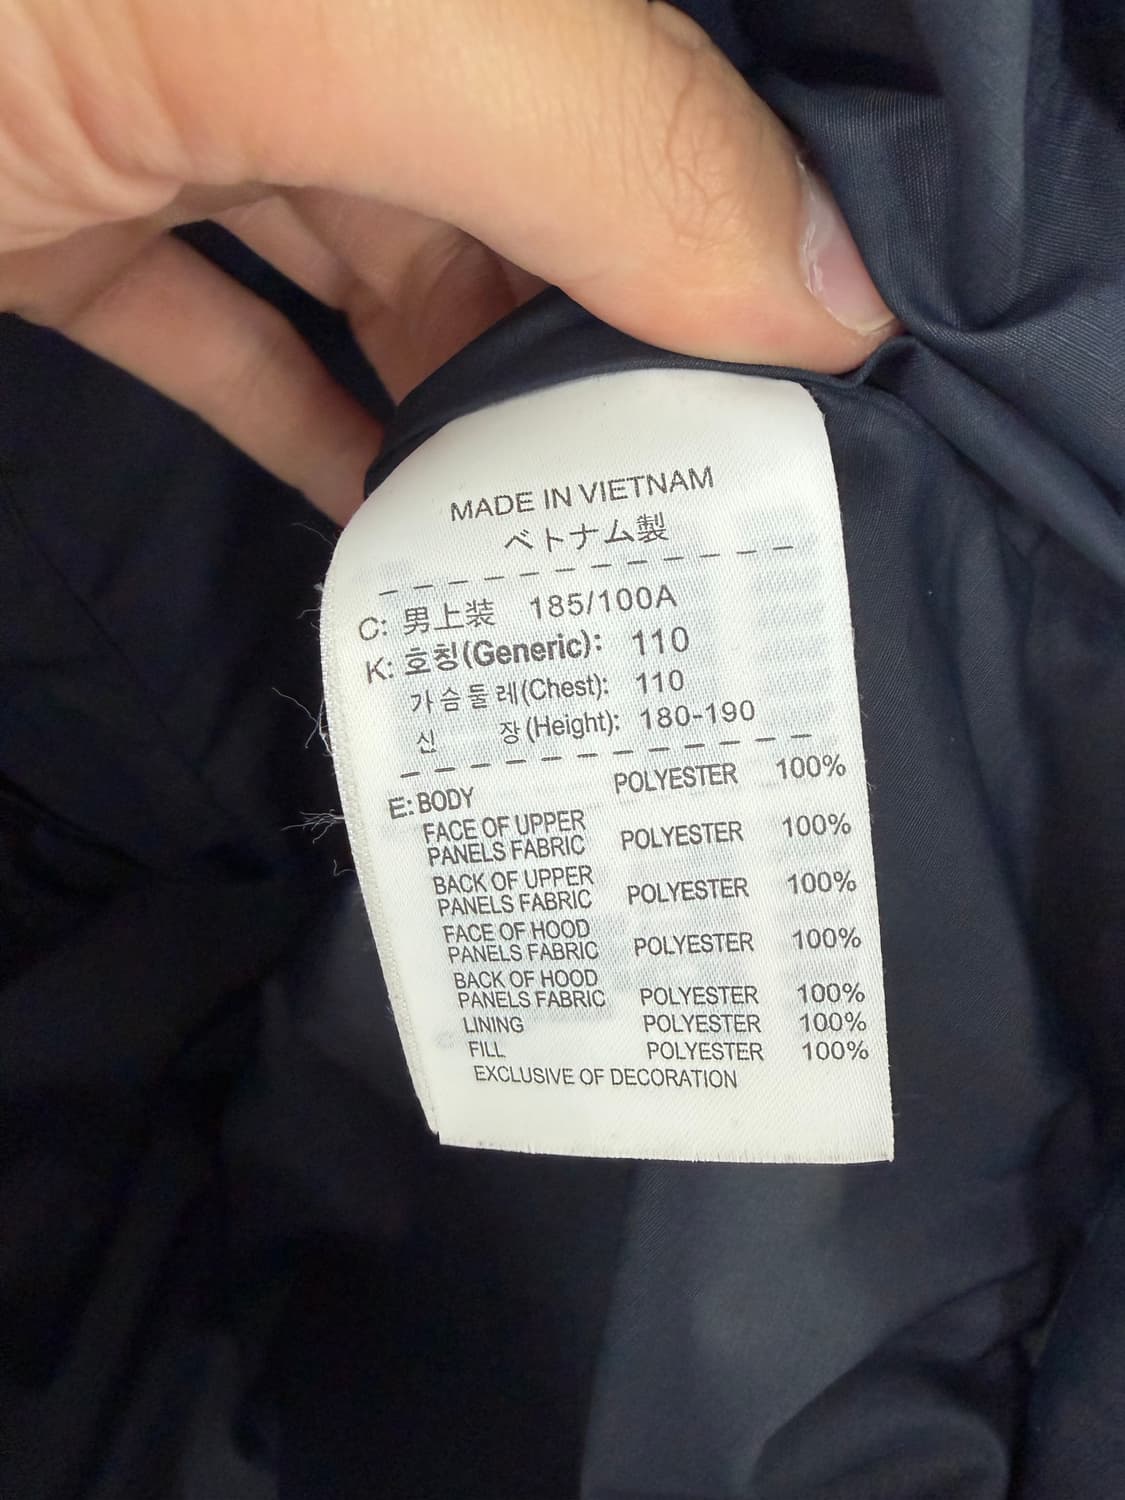 MADE IN VIETNAM
ベトナム製
C: 男上装 185/100A
K: 호칭(Generic): 110
가슴둘레(Chest): 110
신 장(Height): 180-190
E: BODY POLYESTER 100%
FACE OF UPPER
PANELS FABRIC POLYESTER 100%
BACK OF UPPER
PANELS FABRIC POLYESTER 100%
FACE OF HOOD
PANELS FABRIC POLYESTER 100%
BACK OF HOOD
PANELS FABRIC POLYESTER 100%
LINING POLYESTER 100%
FILL POLYESTER 100%
EXCLUSIVE OF DECORATION